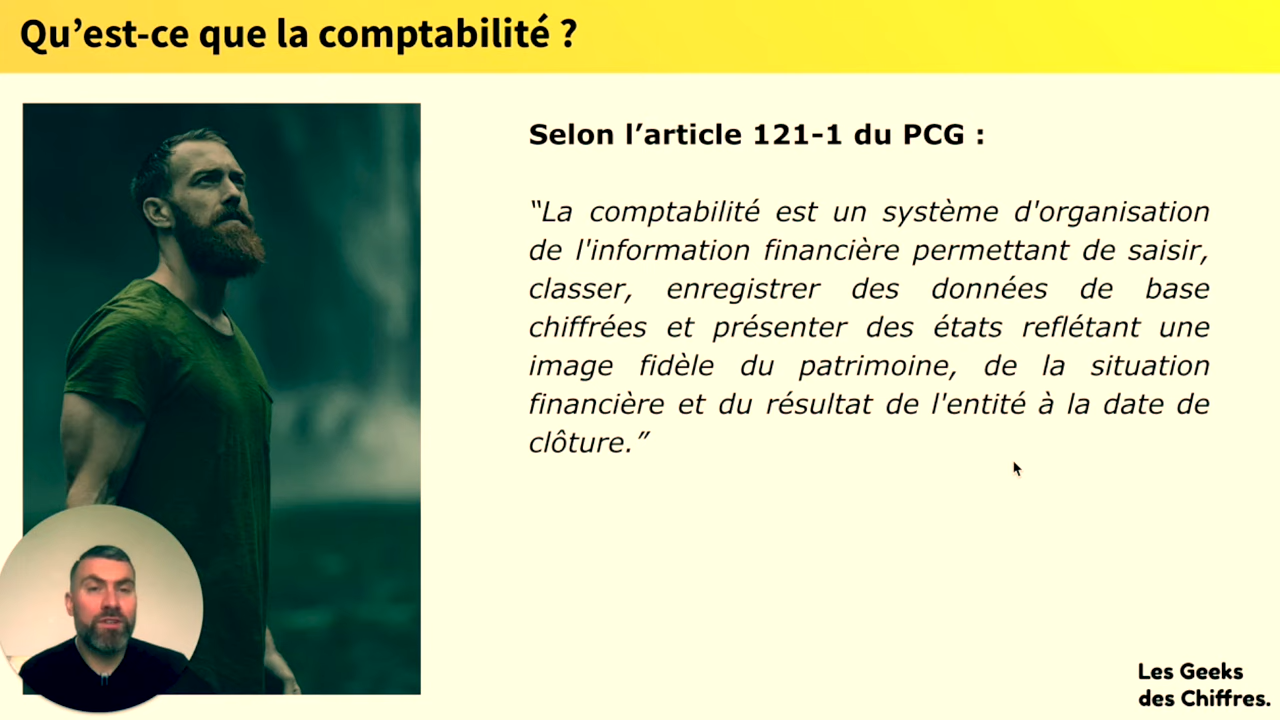 Qu’est-ce que la comptabilité ?
Selon l’article 121-1 du PCG :
“La comptabilité est un système d'organisation
de l'information financière permettant de saisir,
classer, enregistrer des données de base
chiffrées et présenter des états reflétant une
image fidèle du patrimoine, de la situation
financière et du résultat de l'entité à la date de
clôture.”
Les Geeks
des Chiffres.